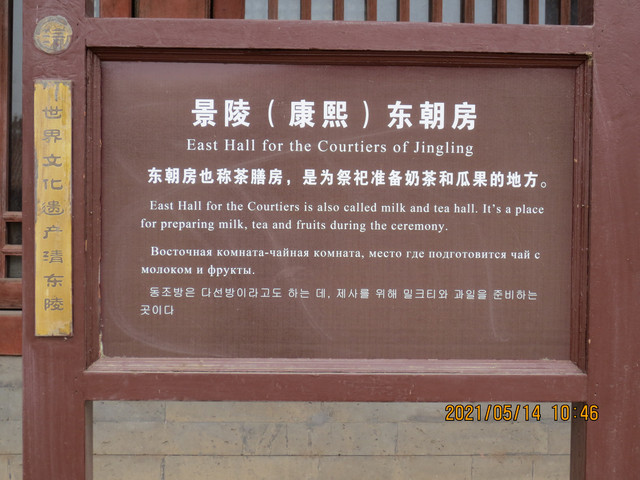 景陵（康熙）东朝房
East Hall for the Courtiers of Jingling
东朝房也称茶膳房，是为祭祀准备奶茶和瓜果的地方。
East Hall for the Courtiers is also called milk and tea hall. It's a place
for preparing milk, tea and fruits during the ceremony.
Восточная комната-чайная комната, место где подготовится чай с
молоком и фрукты.
동조방은 다선방이라고도 하는 데, 제사를 위해 밀크티와 과일을 준비하는
곳이다
世界文化遗产清东陵
2021/05/14 10:46